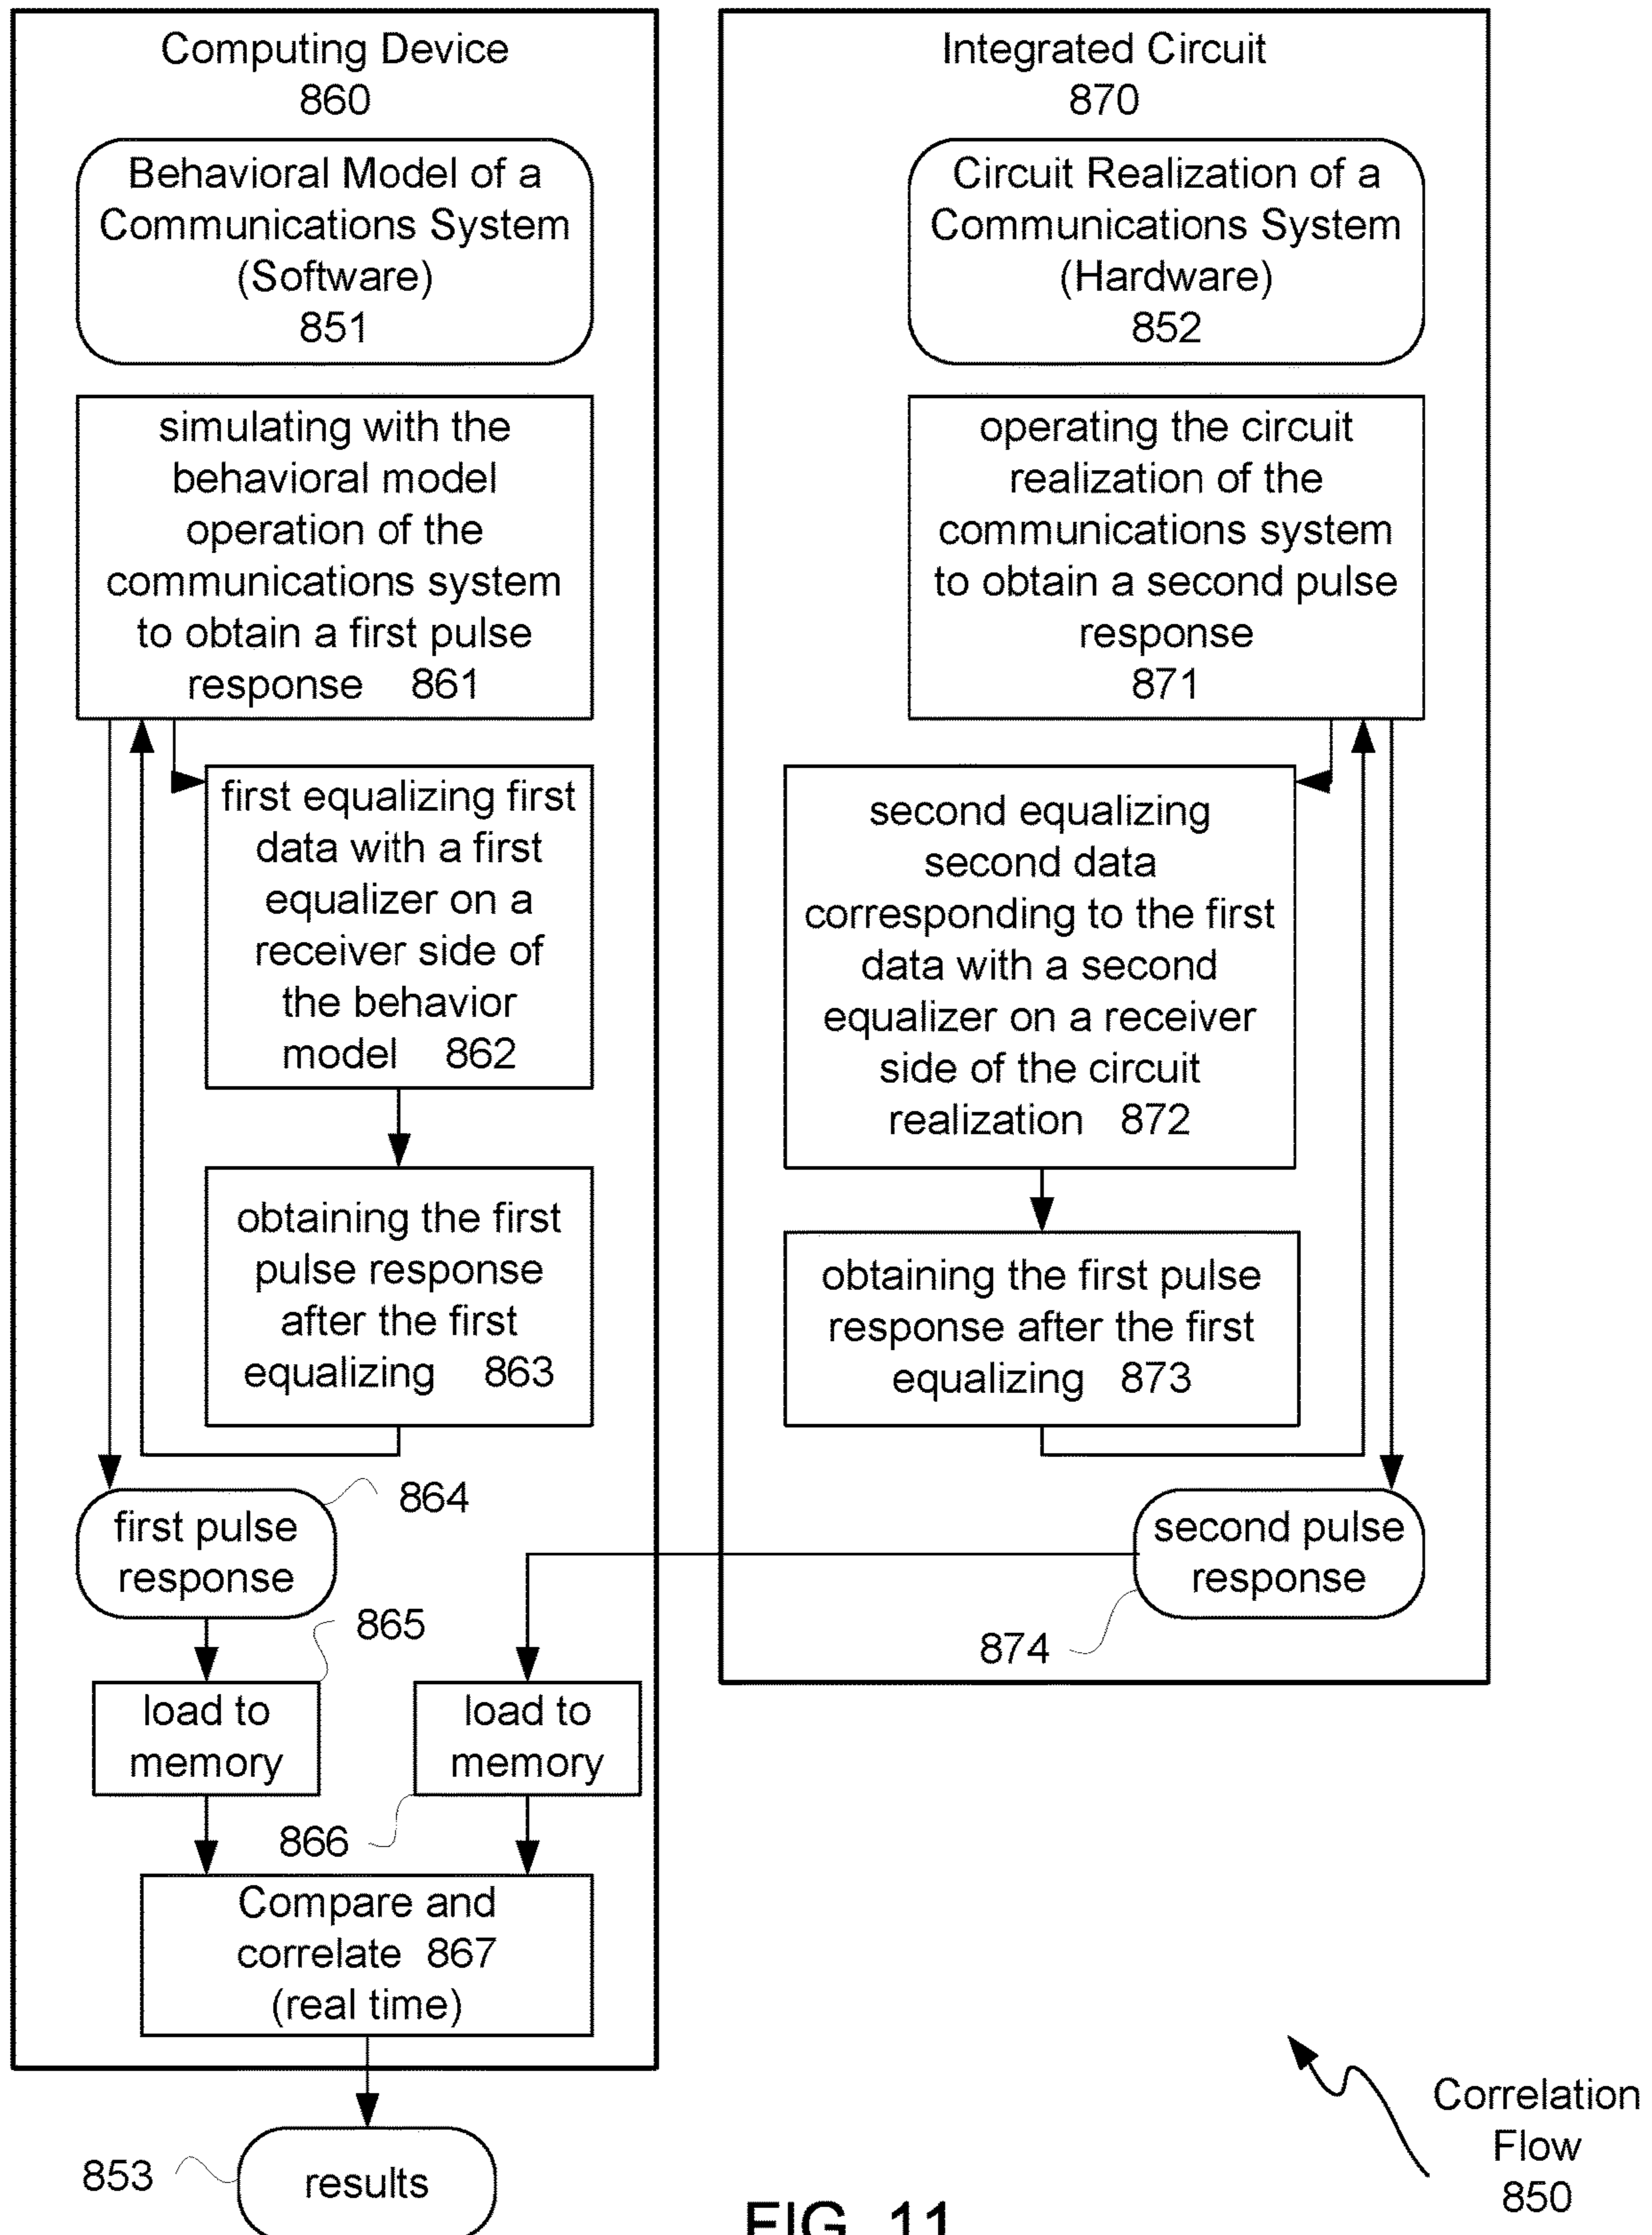 Computing Device
860
Behavioral Model of a
Communications System
(Software)
851
simulating with the
behavioral model
operation of the
communications system
to obtain a first pulse
response 861
first equalizing first
data with a first
equalizer on a
receiver side of
the behavior
model 862
obtaining the first
pulse response
after the first
equalizing 863
864
first pulse
response
865
load to
memory
load to
memory
866
Compare and
correlate 867
(real time)
853
results
Integrated Circuit
870
Circuit Realization of a
Communications System
(Hardware)
852
operating the circuit
realization of the
communications system
to obtain a second pulse
response
871
second equalizing
second data
corresponding to the first
data with a second
equalizer on a receiver
side of the circuit
realization 872
obtaining the first pulse
response after the first
equalizing 873
second pulse
response
874
Correlation
Flow
850
FIG. 11